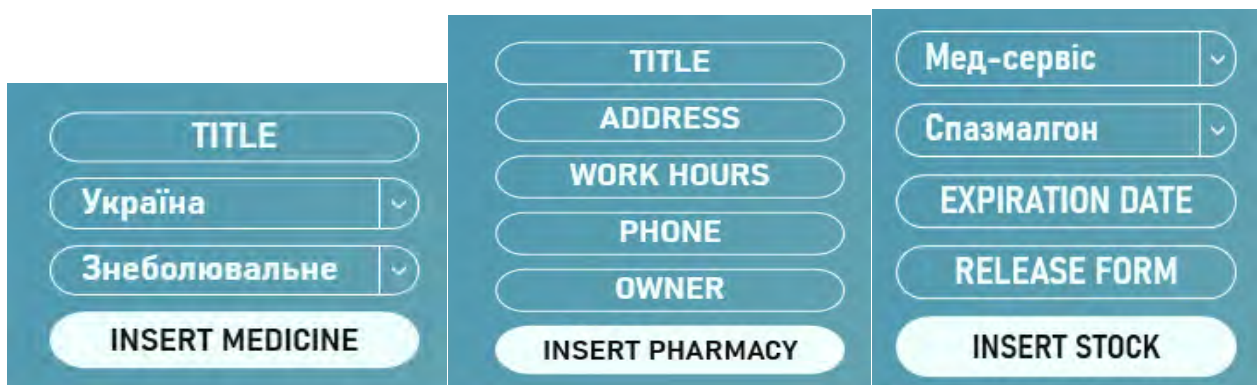 TITLE
Україна
Знеболювальне
INSERT MEDICINE
TITLE
ADDRESS
WORK HOURS
PHONE
OWNER
INSERT PHARMACY
Мед-сервіс
Спазмалгон
EXPIRATION DATE
RELEASE FORM
INSERT STOCK